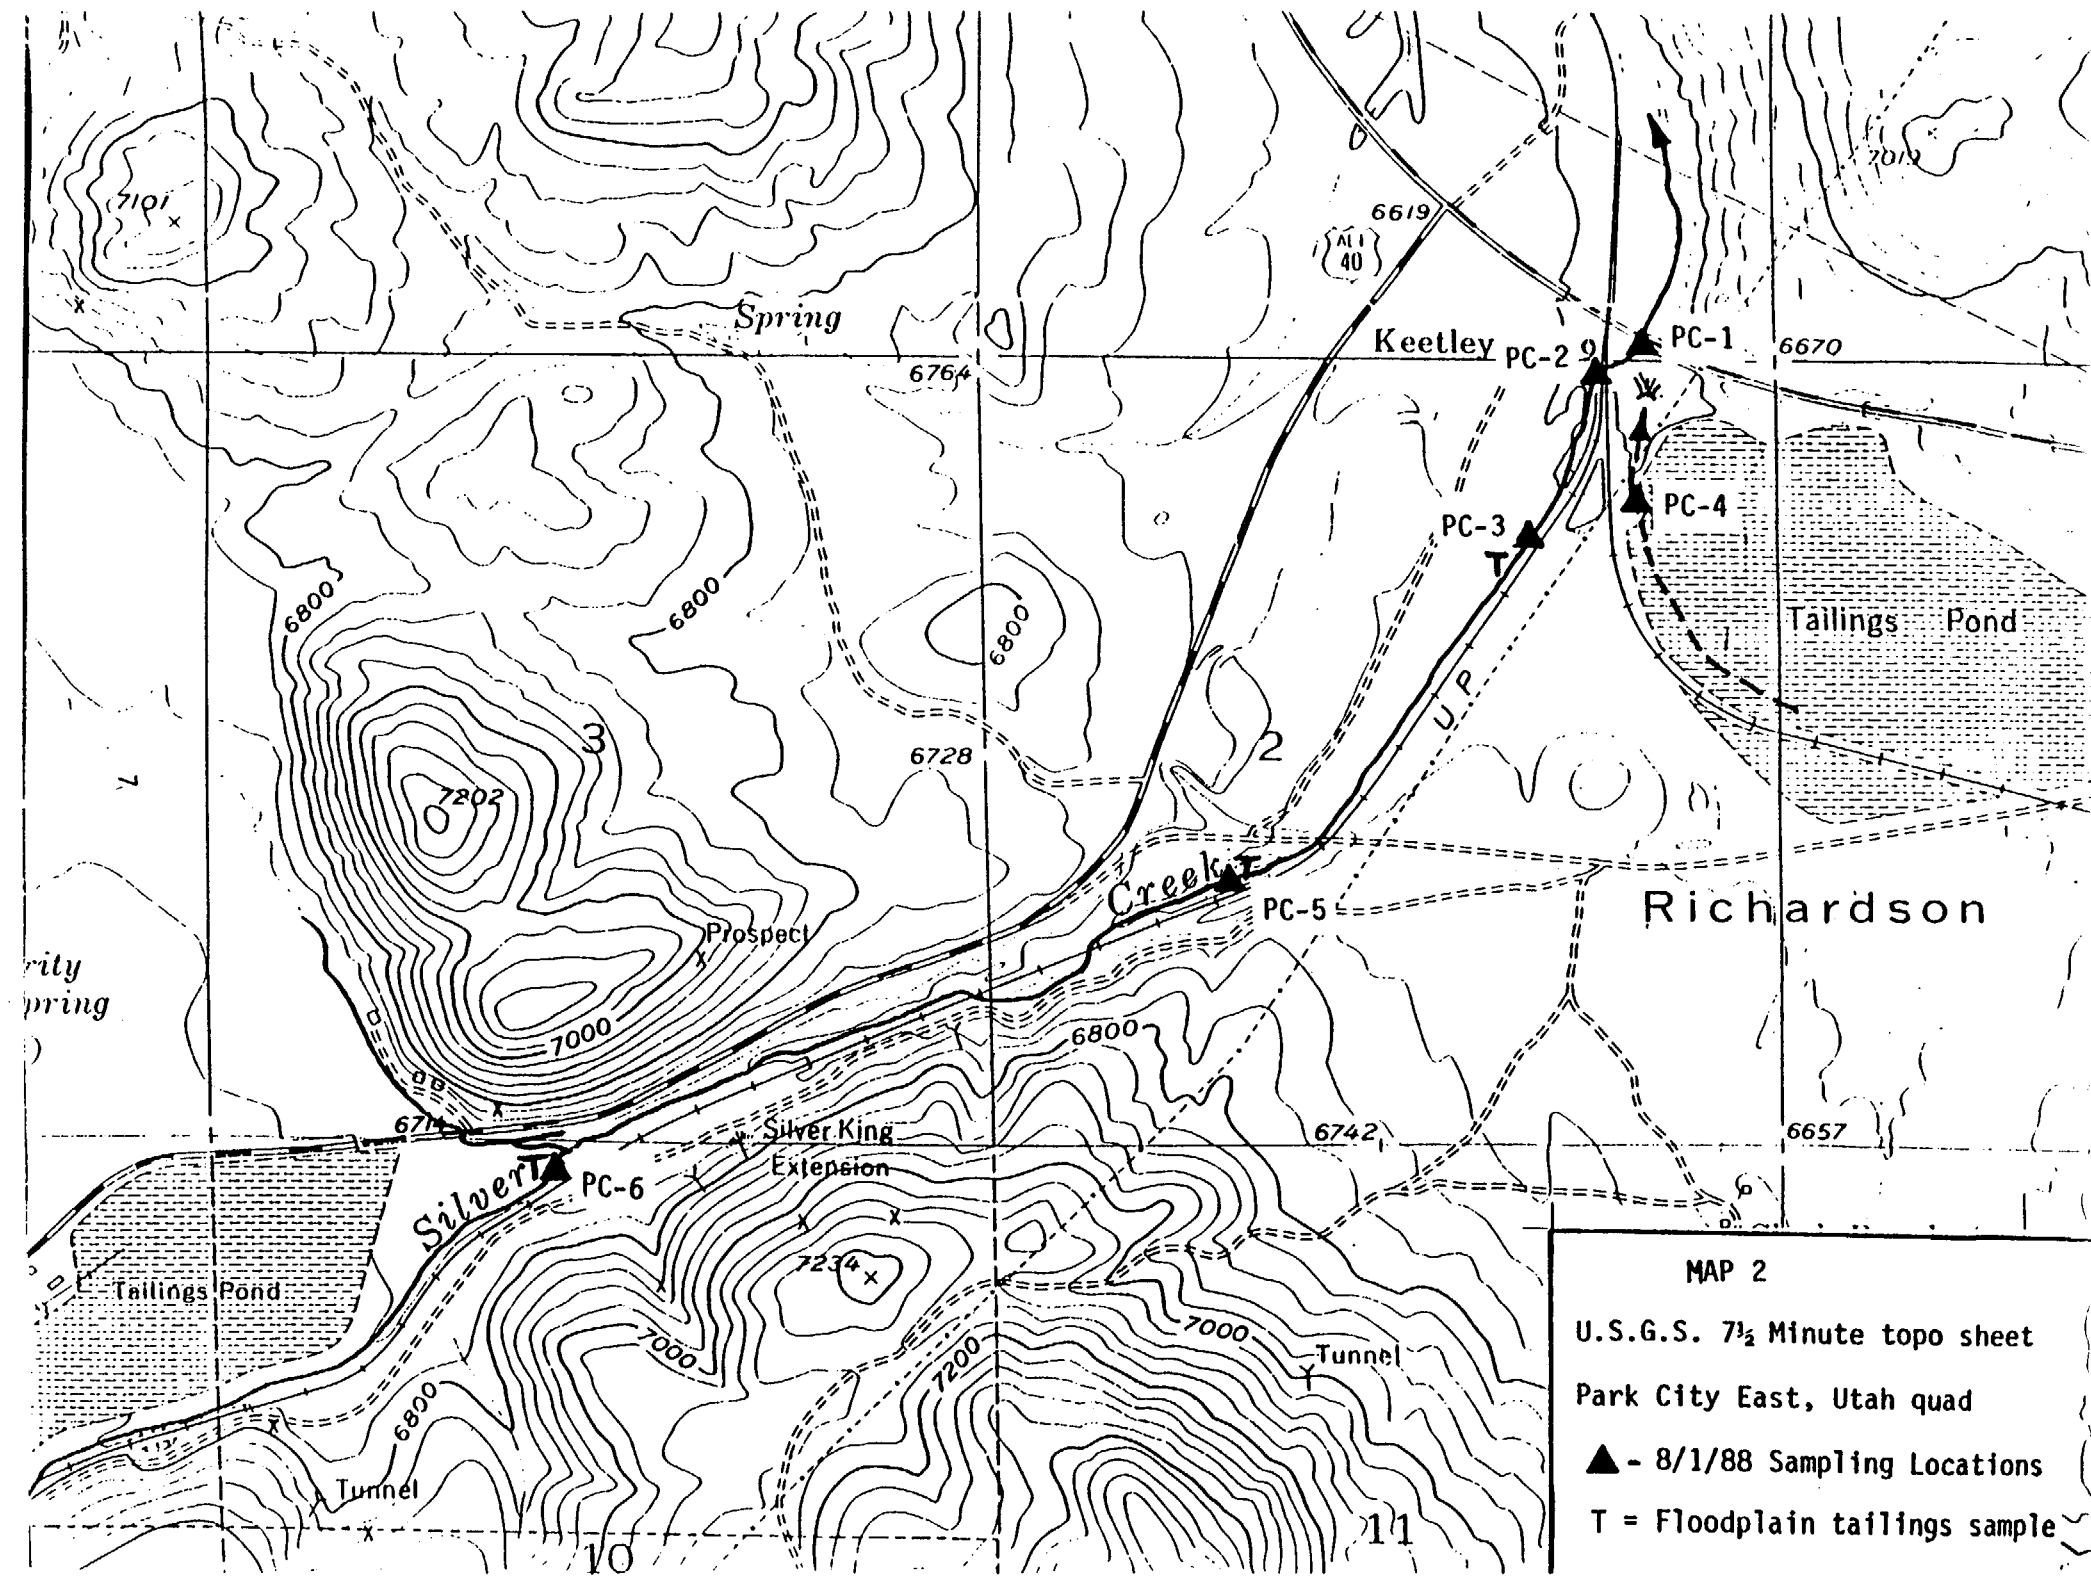 7101
7019
6619
ALT
40
Spring
Keetley
PC-2
PC-1
6670
6764
PC-4
PC-3
T
6800
6800
6800
Tailings Pond
U P
3
2
6728
7202
Creek
T
PC-5
Richardson
Prospect
rity
pring
)
7000
6800
6714
Silver King
Extension
6742
6657
T
PC-6
Silver
Tailings Pond
7234
7000
7000
7200
Tunnel
6800
Tunnel
10
11
MAP 2
U.S.G.S. 7½ Minute topo sheet
Park City East, Utah quad
▲ - 8/1/88 Sampling Locations
T = Floodplain tailings sample